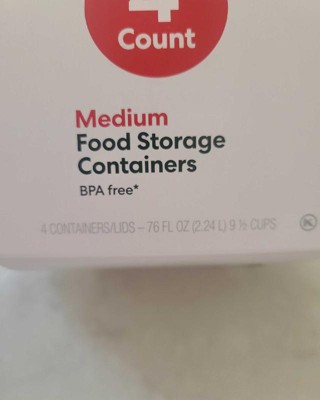 4
Count
Medium
Food Storage
Containers
BPA free*
4 CONTAINERS/LIDS – 76 FL OZ (2.24 L) 9 ½ CUPS